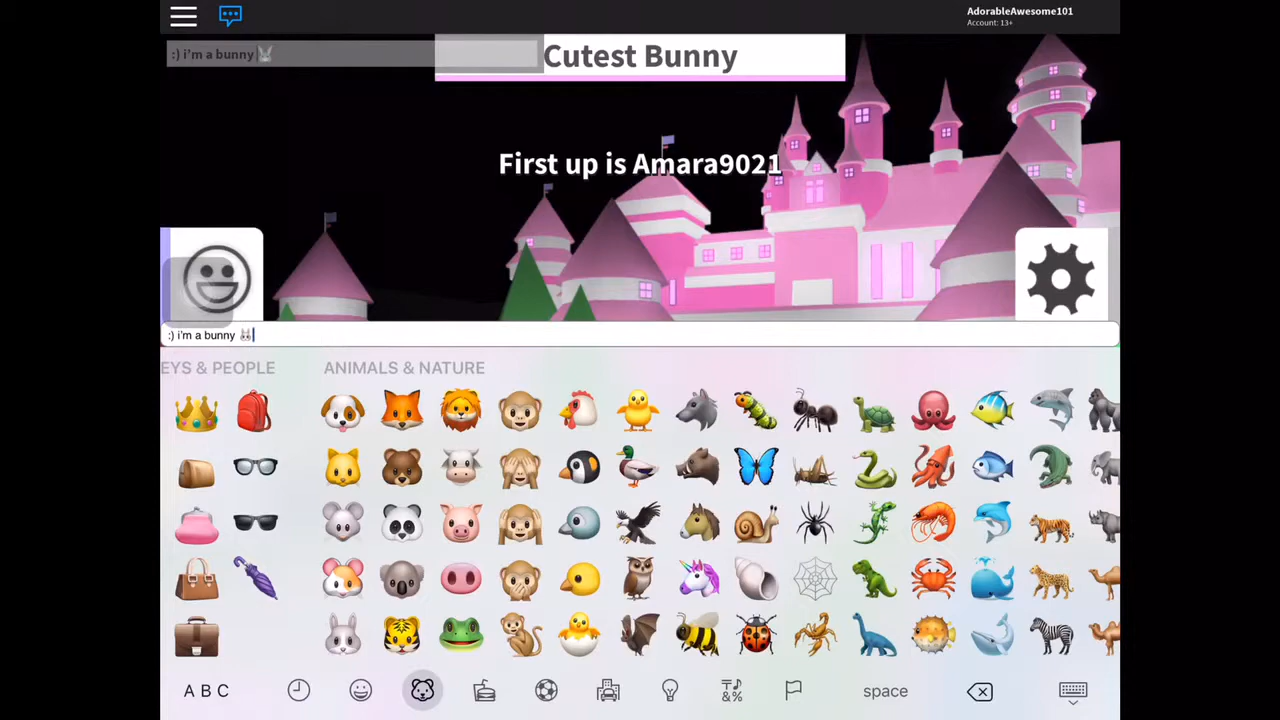 AdorableAwesome101
Account: 13+
:) i'm a bunny 🐰
Cutest Bunny
First up is Amara9021
:) i'm a bunny 🐰
EYS & PEOPLE
ANIMALS & NATURE
A B C
&%
space